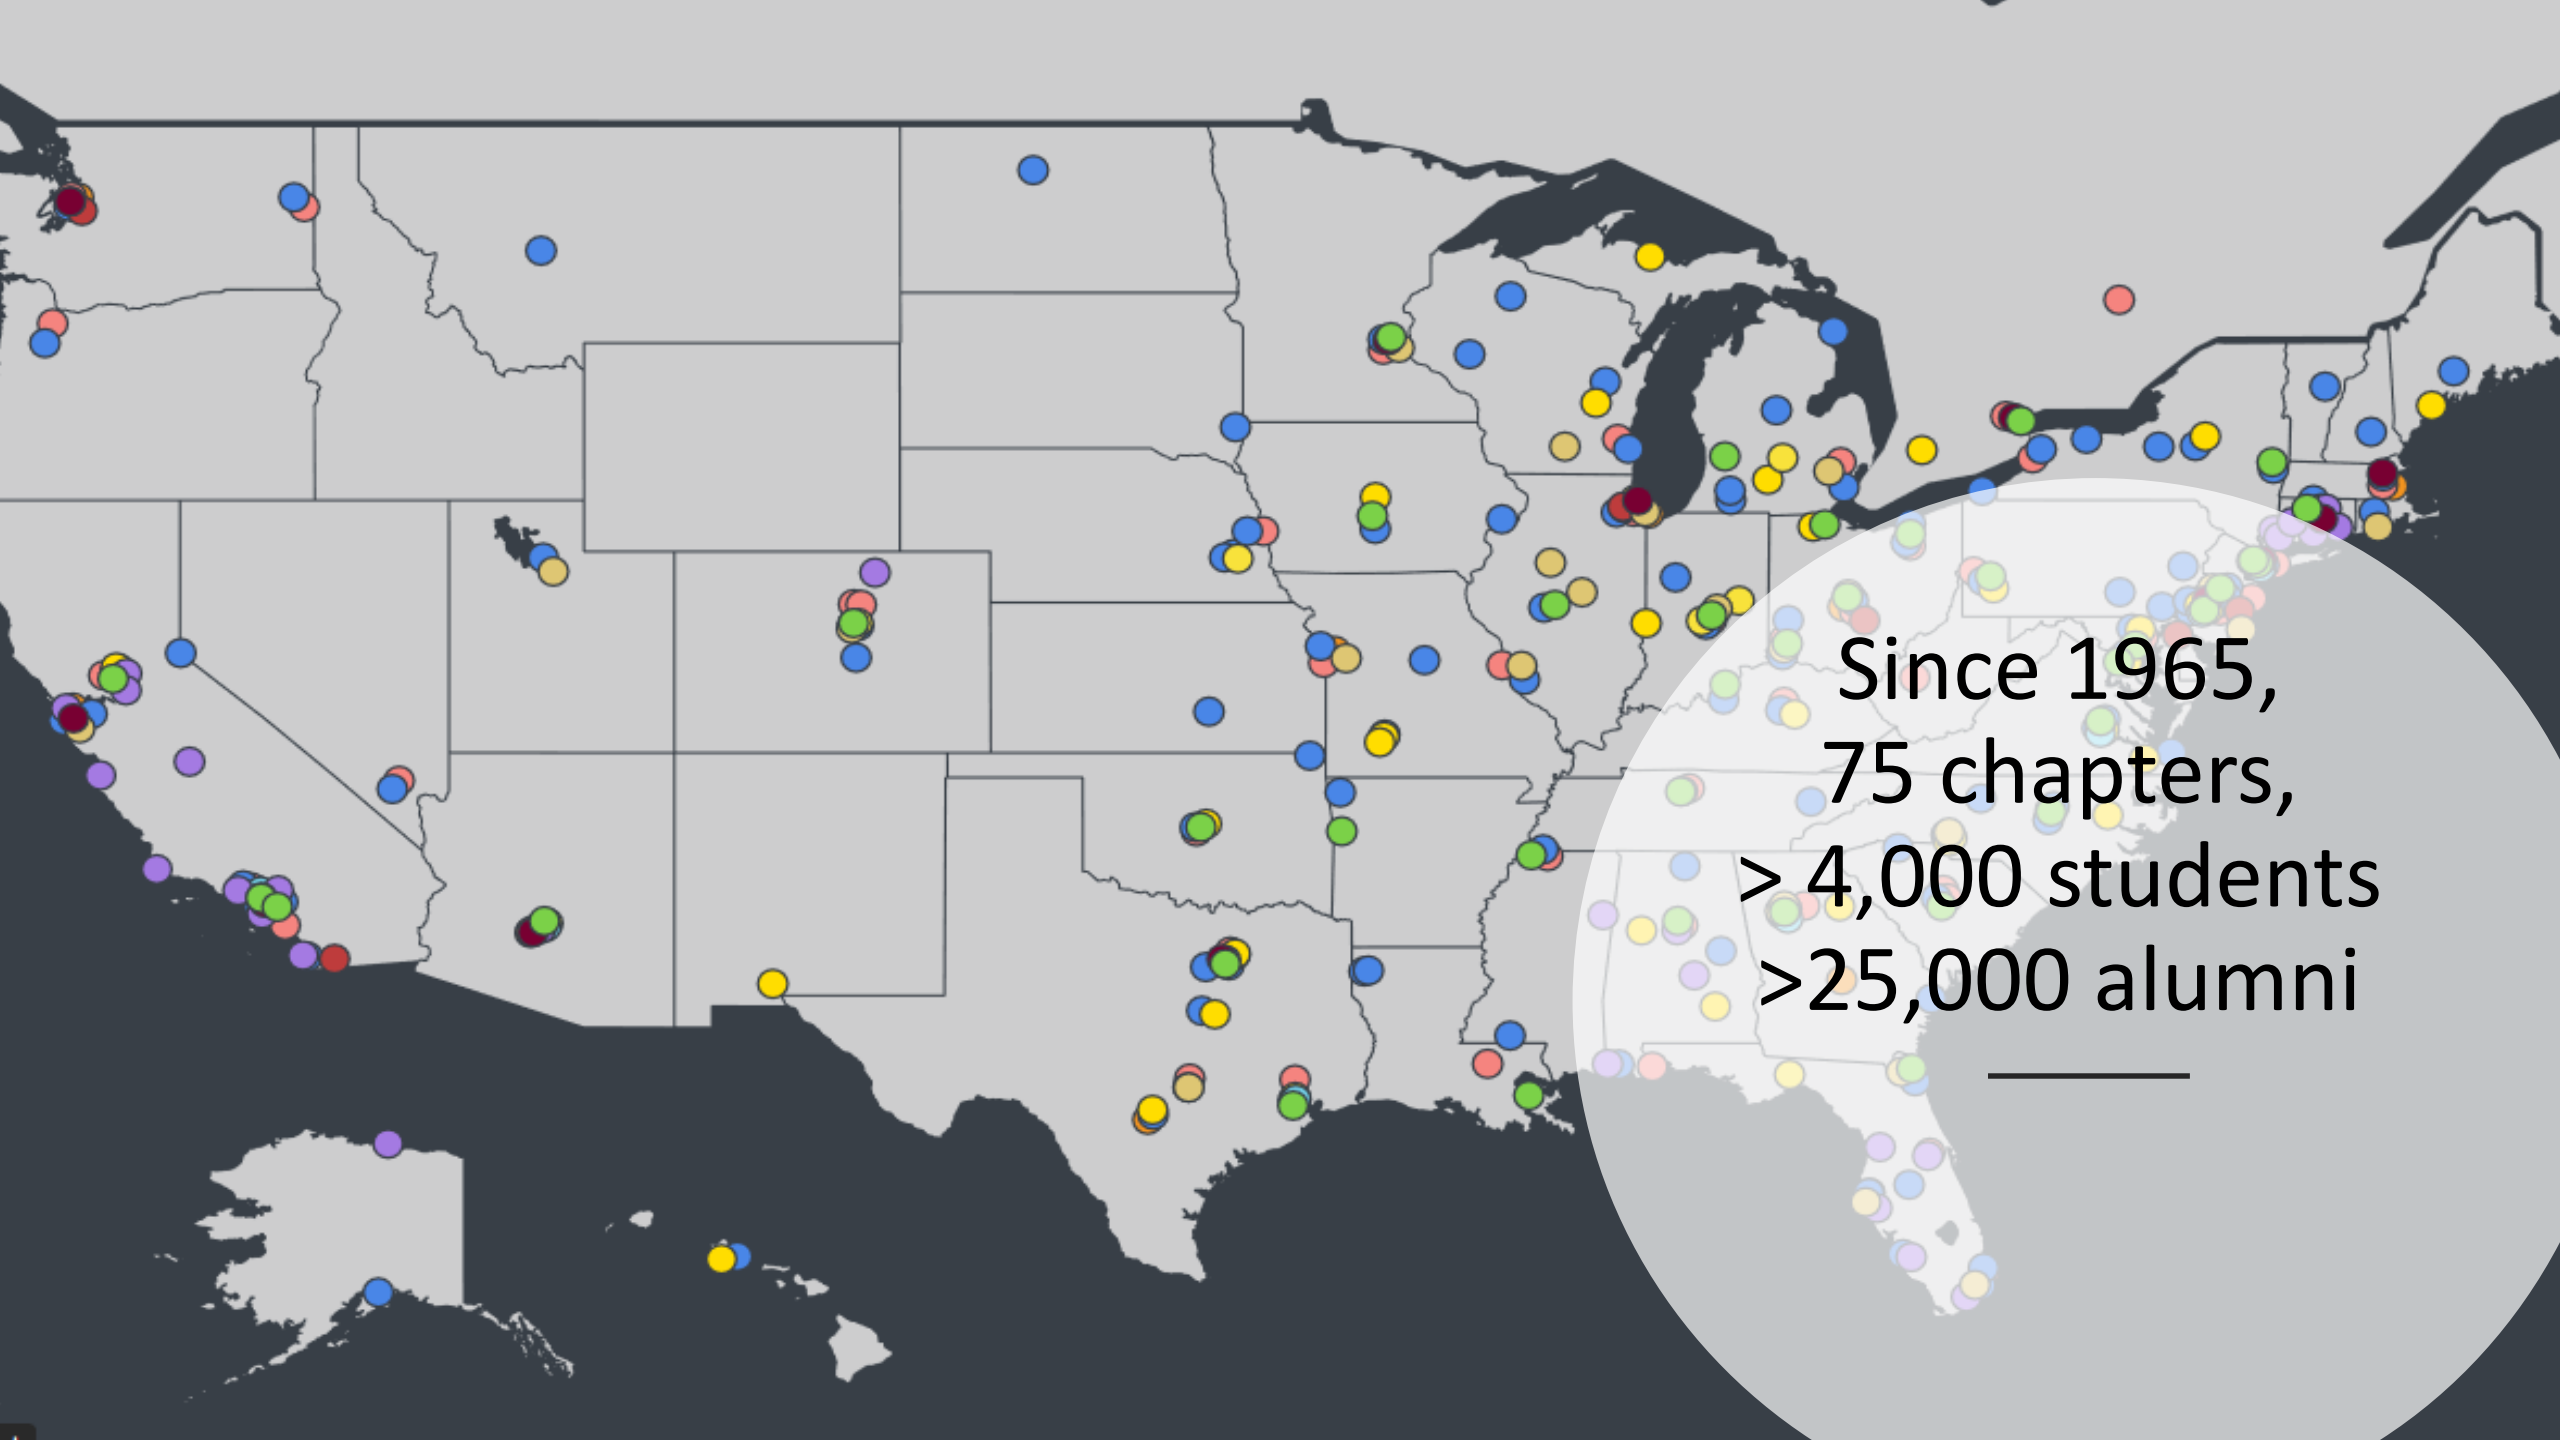 Since 1965,
75 chapters,
> 4,000 students
>25,000 alumni